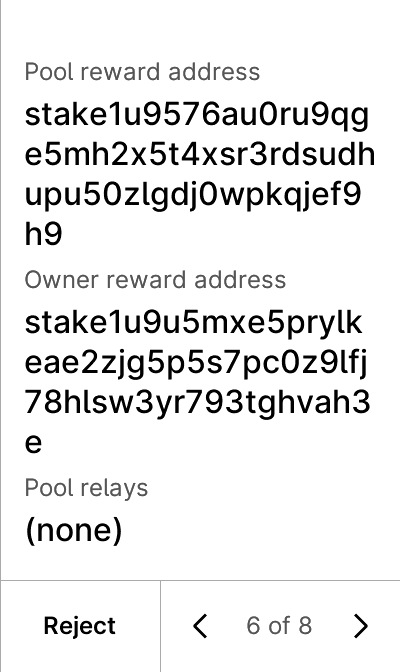 Pool reward address
stake1u9576au0ru9qg
e5mh2x5t4xsr3rdsudh
upu50zlgdj0wpkqjef9
h9
Owner reward address
stake1u9u5mxe5prylk
eae2zjg5p5s7pc0z9lfj
78hlsw3yr793tghvah3
e
Pool relays
(none)
Reject
6 of 8